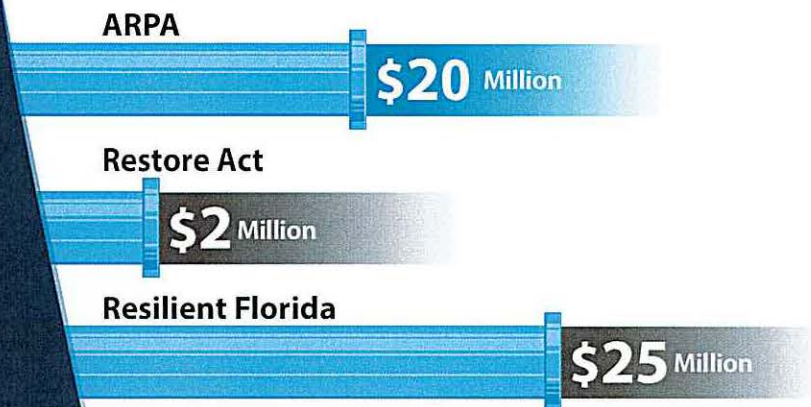 ARPA
$20 Million
Restore Act
$2 Million
Resilient Florida
$25 Million